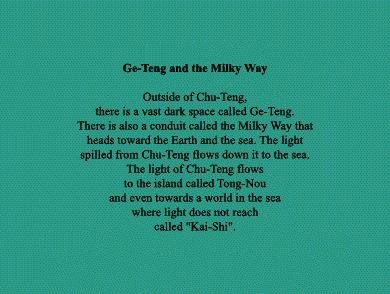 Ge-Teng and the Milky Way
Outside of Chu-Teng,
there is a vast dark space called Ge-Teng.
There is also a conduit called the Milky Way that
heads toward the Earth and the sea. The light
spilled from Chu-Teng flows down it to the sea.
The light of Chu-Teng flows
to the island called Tong-Nou
and even towards a world in the sea
where light does not reach
called "Kai-Shi".